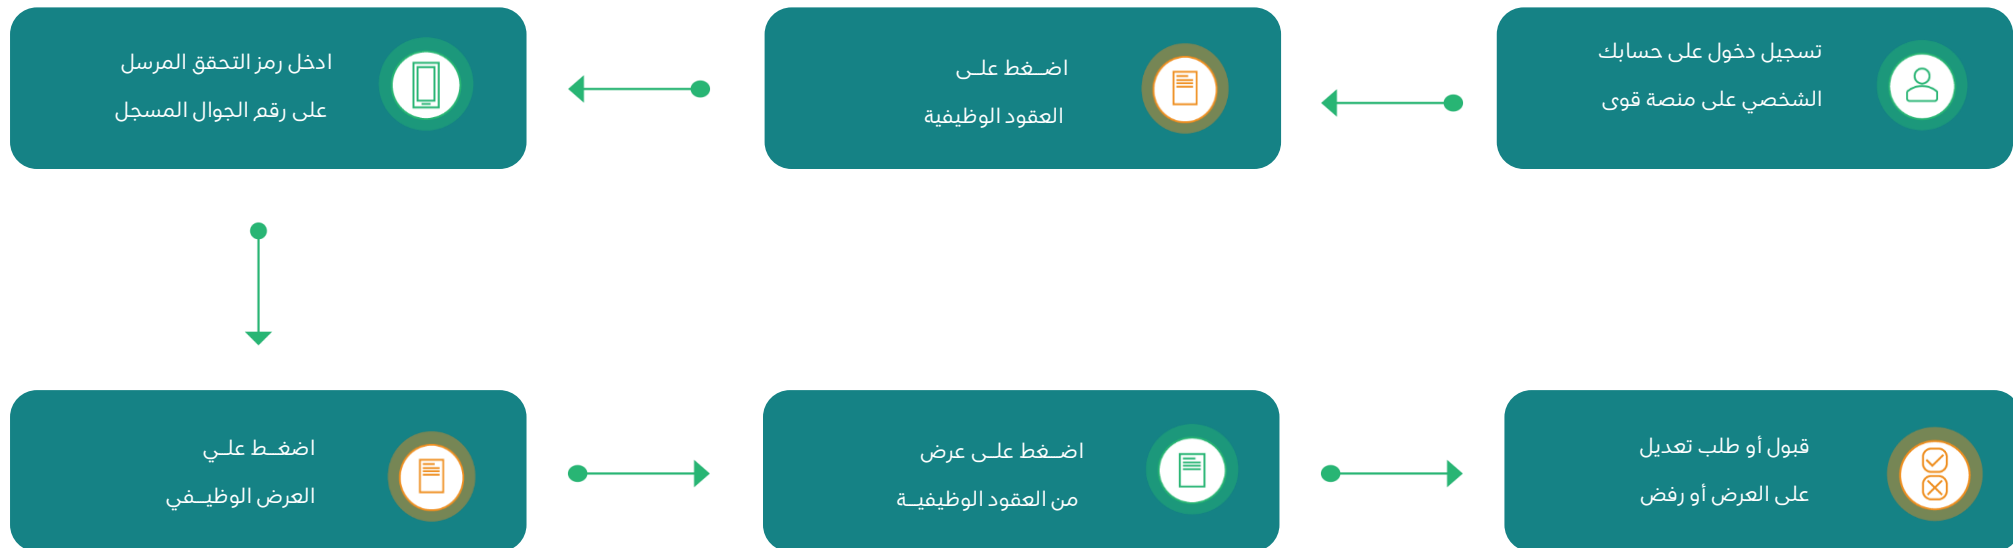 تسجيل دخول على حسابك
الشخصي على منصة قوى
اضـغط علـى
العقود الوظيفية
ادخل رمز التحقق المرسل
على رقم الجوال المسجل
اضغـط علـي
العرض الوظيـفي
اضـغط علـى عرض
من العقود الوظيفيـة
قبول أو طلب تعديل
على العرض أو رفض